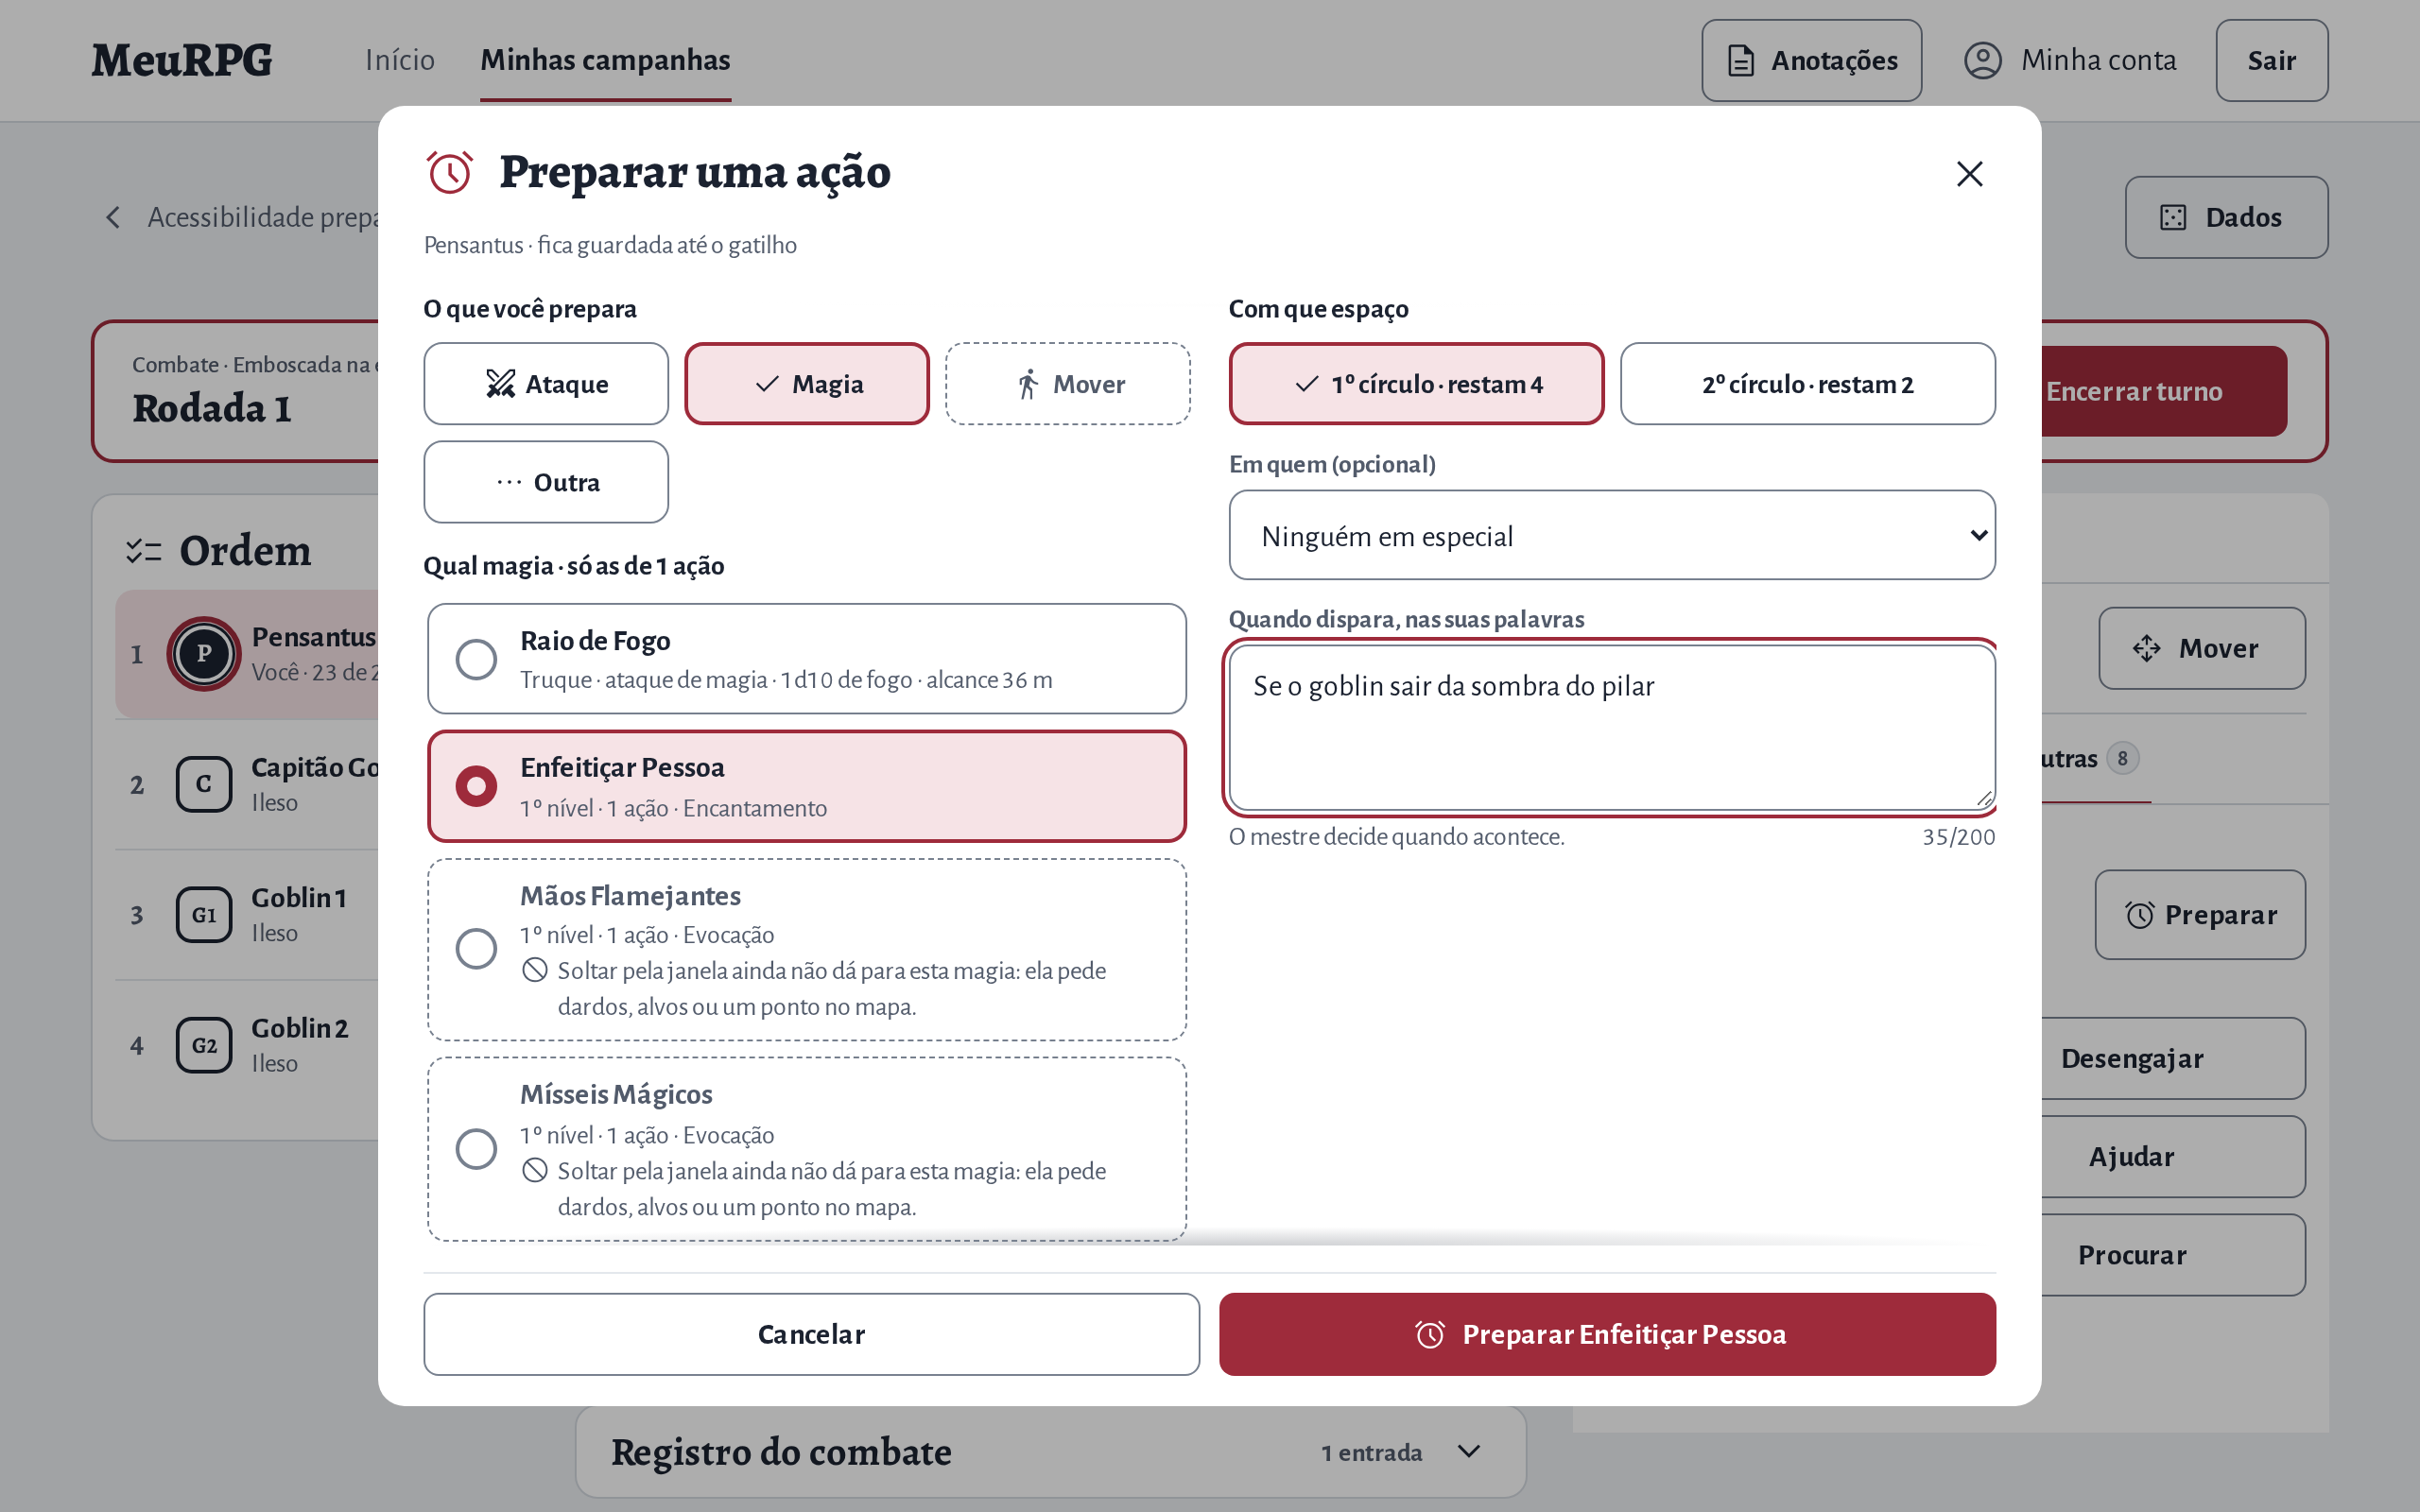 MeuRPG
Início
Minhas campanhas
Anotações
Minha conta
Sair
Acessibilidade prepa
Dados
Combate · Emboscada na e
Rodada 1
Encerrar turno
Ordem
1
P
Pensantus
Você · 23 de 2
2
C
Capitão Go
Ileso
3
G1
Goblin 1
Ileso
4
G2
Goblin 2
Ileso
Mover
utras 8
Preparar
Desengajar
Ajudar
Procurar
Preparar uma ação
Pensantus · fica guardada até o gatilho
O que você prepara
Ataque
Magia
Mover
Outra
Qual magia · só as de 1 ação
Raio de Fogo
Truque · ataque de magia · 1d10 de fogo · alcance 36 m
Enfeitiçar Pessoa
1º nível · 1 ação · Encantamento
Mãos Flamejantes
1º nível · 1 ação · Evocação
Soltar pela janela ainda não dá para esta magia: ela pede
dardos, alvos ou um ponto no mapa.
Mísseis Mágicos
1º nível · 1 ação · Evocação
Soltar pela janela ainda não dá para esta magia: ela pede
dardos, alvos ou um ponto no mapa.
Com que espaço
1º círculo · restam 4
2º círculo · restam 2
Em quem (opcional)
Ninguém em especial
Quando dispara, nas suas palavras
Se o goblin sair da sombra do pilar
O mestre decide quando acontece.
35/200
Cancelar
Preparar Enfeitiçar Pessoa
Registro do combate
1 entrada